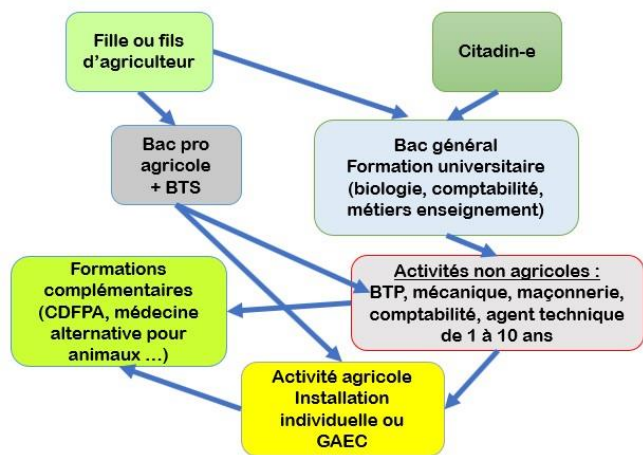 Fille ou fils
d’agriculteur
Citadin-e
Bac pro
agricole
+ BTS
Bac général
Formation universitaire
(biologie, comptabilité,
métiers enseignement)
Formations
complémentaires
(CDFPA, médecine
alternative pour
animaux ...)
Activités non agricoles :
BTP, mécanique, maçonnerie,
comptabilité, agent technique
de 1 à 10 ans
Activité agricole
Installation
individuelle ou
GAEC